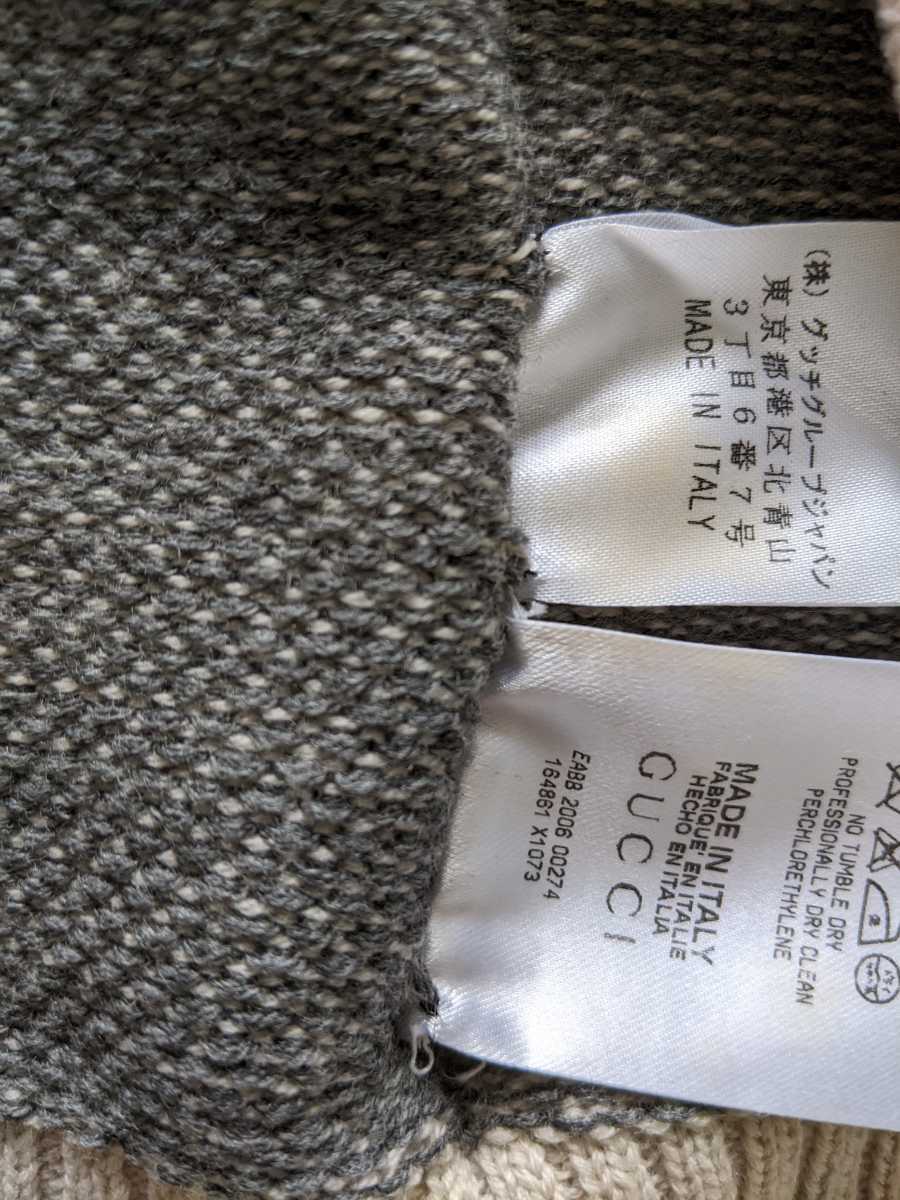 (株)グッチグループジャパン
東京都港区北青山
3丁目6番7号
MADE IN ITALY
NO TUMBLE DRY
PROFESSIONALLY DRY CLEAN
PERCHLORETHYLENE
MADE IN ITALY
FABRIQUE' EN ITALIE
HECHO EN ITALIA
GUCCI
EABB 2006 00274
164861 X1073